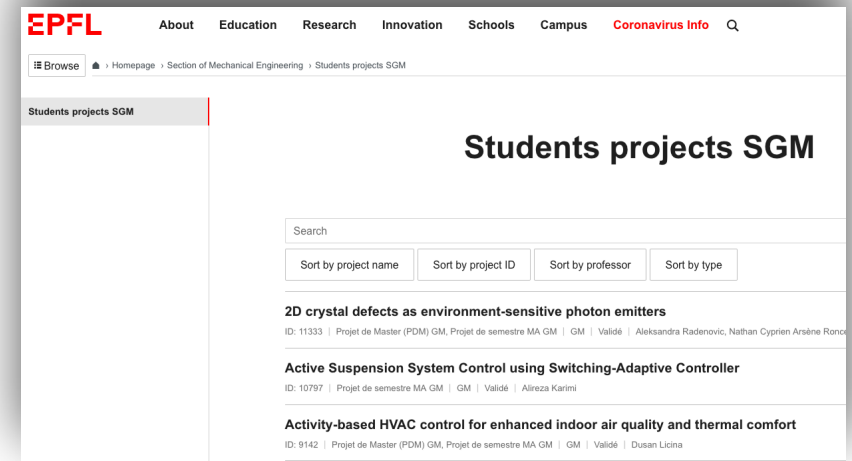 EPFL
About Education Research Innovation Schools Campus Coronavirus Info
Browse › Homepage › Section of Mechanical Engineering › Students projects SGM
Students projects SGM
Students projects SGM
Search
Sort by project name Sort by project ID Sort by professor Sort by type
2D crystal defects as environment-sensitive photon emitters
ID: 11333 | Projet de Master (PDM) GM, Projet de semestre MA GM | GM | Validé | Aleksandra Radenovic, Nathan Cyprien Arsène Ronce
Active Suspension System Control using Switching-Adaptive Controller
ID: 10797 | Projet de semestre MA GM | GM | Validé | Alireza Karimi
Activity-based HVAC control for enhanced indoor air quality and thermal comfort
ID: 9142 | Projet de Master (PDM) GM, Projet de semestre MA GM | GM | Validé | Dusan Licina